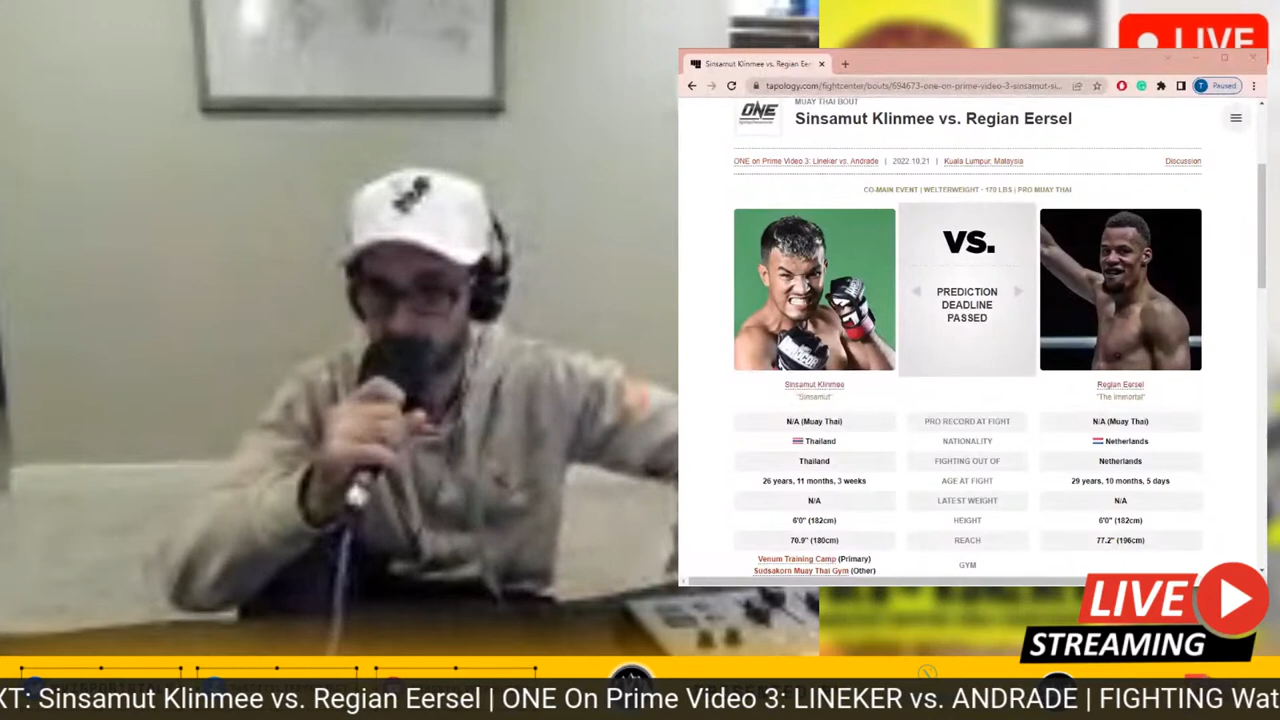 LIVE
Sinsamut Klinmee vs. Regian Eer
tapology.com/fightcenter/bouts/694673-one-on-prime-video-3-sinsamut-si...
T Paused
ONE
MUAY THAI BOUT
Sinsamut Klinmee vs. Regian Eersel
ONE on Prime Video 3: Lineker vs. Andrade | 2022.10.21 | Kuala Lumpur, Malaysia Discussion
CO-MAIN EVENT | WELTERWEIGHT · 170 LBS | PRO MUAY THAI
VS.
PREDICTION
DEADLINE
PASSED
Sinsamut Klinmee Regian Eersel
"Sinsamut" "The Immortal"
N/A (Muay Thai) PRO RECORD AT FIGHT N/A (Muay Thai)
Thailand NATIONALITY Netherlands
Thailand FIGHTING OUT OF Netherlands
26 years, 11 months, 3 weeks AGE AT FIGHT 29 years, 10 months, 5 days
N/A LATEST WEIGHT N/A
6'0" (182cm) HEIGHT 6'0" (182cm)
70.9" (180cm) REACH 77.2" (196cm)
Venum Training Camp (Primary) GYM
Sudsakorn Muay Thai Gym (Other)
LIVE
STREAMING
XT: Sinsamut Klinmee vs. Regian Eersel | ONE On Prime Video 3: LINEKER vs. ANDRADE | FIGHTING Wat